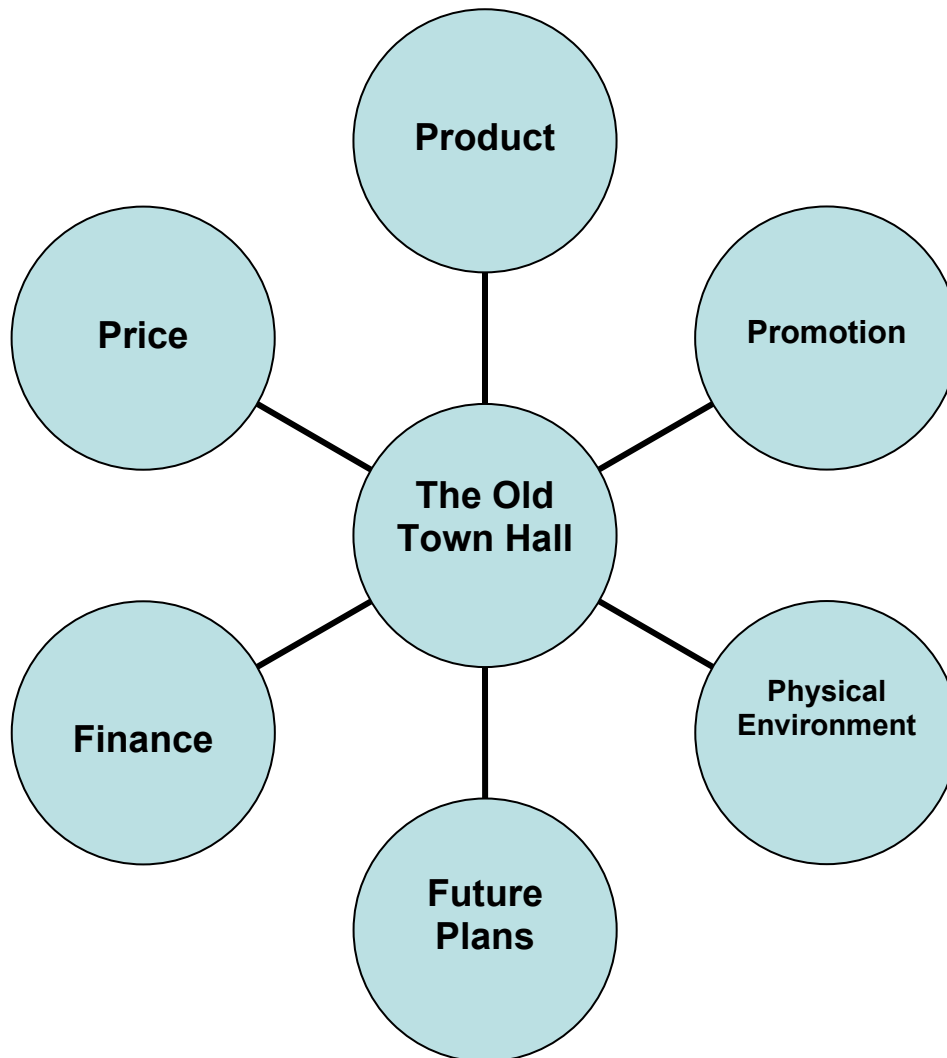 Product
Price
Promotion
The Old
Town Hall
Finance
Physical
Environment
Future
Plans